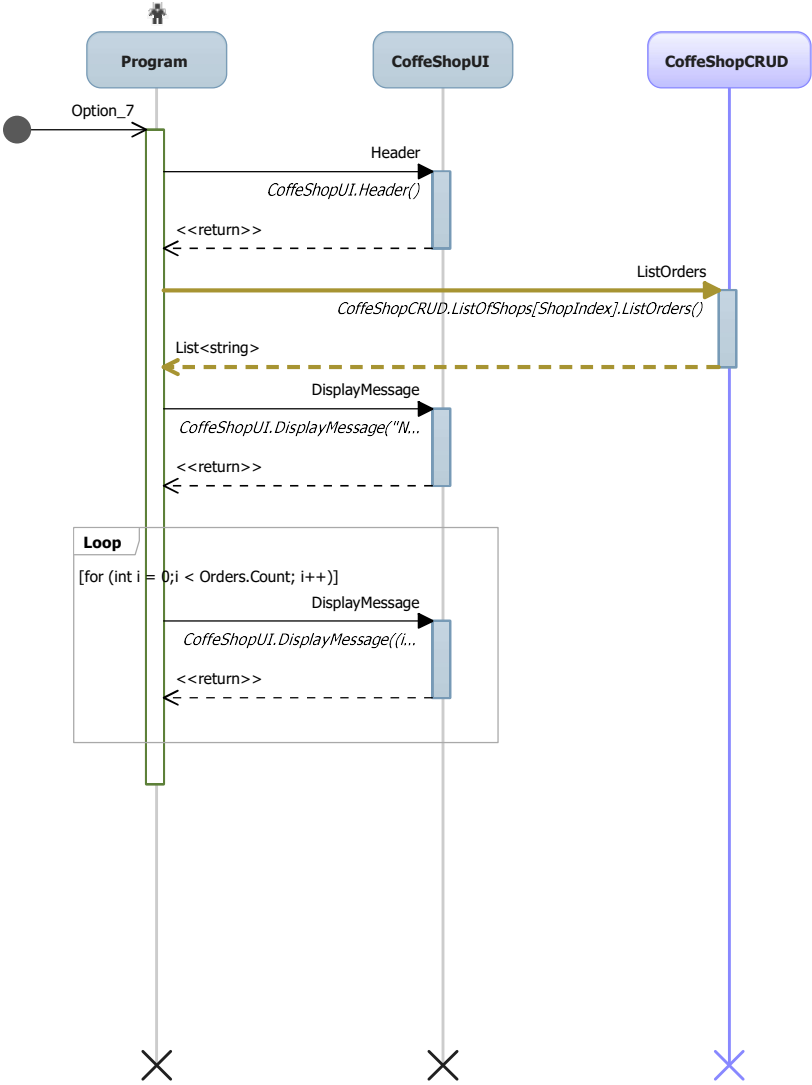 Program
CoffeShopUI
CoffeShopCRUD
Option_7
Header
CoffeShopUI.Header()
<<return>>
ListOrders
CoffeShopCRUD.ListOfShops[ShopIndex].ListOrders()
List<string>
DisplayMessage
CoffeShopUI.DisplayMessage("N...
<<return>>
Loop
[for (int i = 0;i < Orders.Count; i++)]
DisplayMessage
CoffeShopUI.DisplayMessage((i...
<<return>>